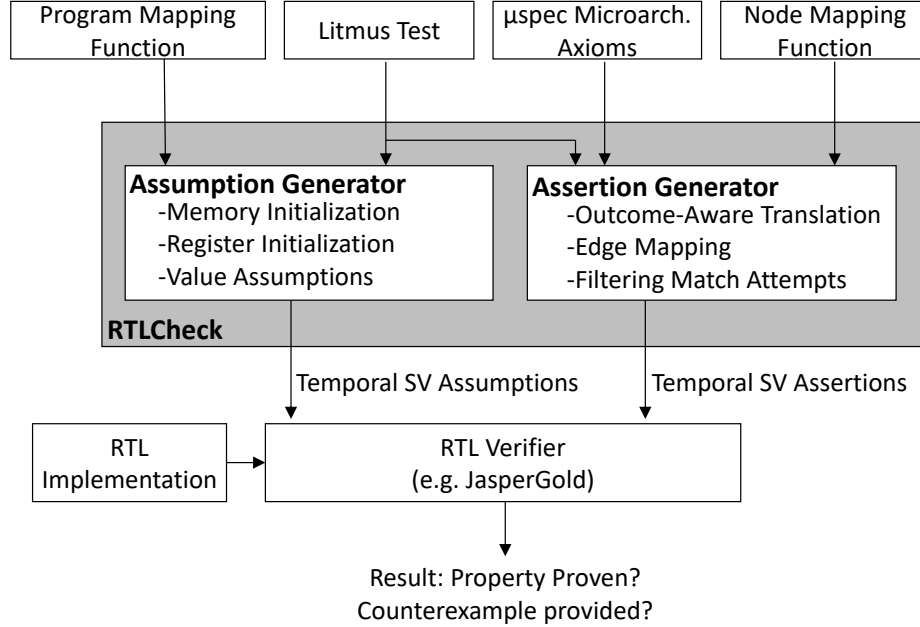 Program Mapping
Function
Litmus Test
μspec Microarch.
Axioms
Node Mapping
Function
Assumption Generator
-Memory Initialization
-Register Initialization
-Value Assumptions
Assertion Generator
-Outcome-Aware Translation
-Edge Mapping
-Filtering Match Attempts
RTLCheck
Temporal SV Assumptions
Temporal SV Assertions
RTL
Implementation
RTL Verifier
(e.g. JasperGold)
Result: Property Proven?
Counterexample provided?